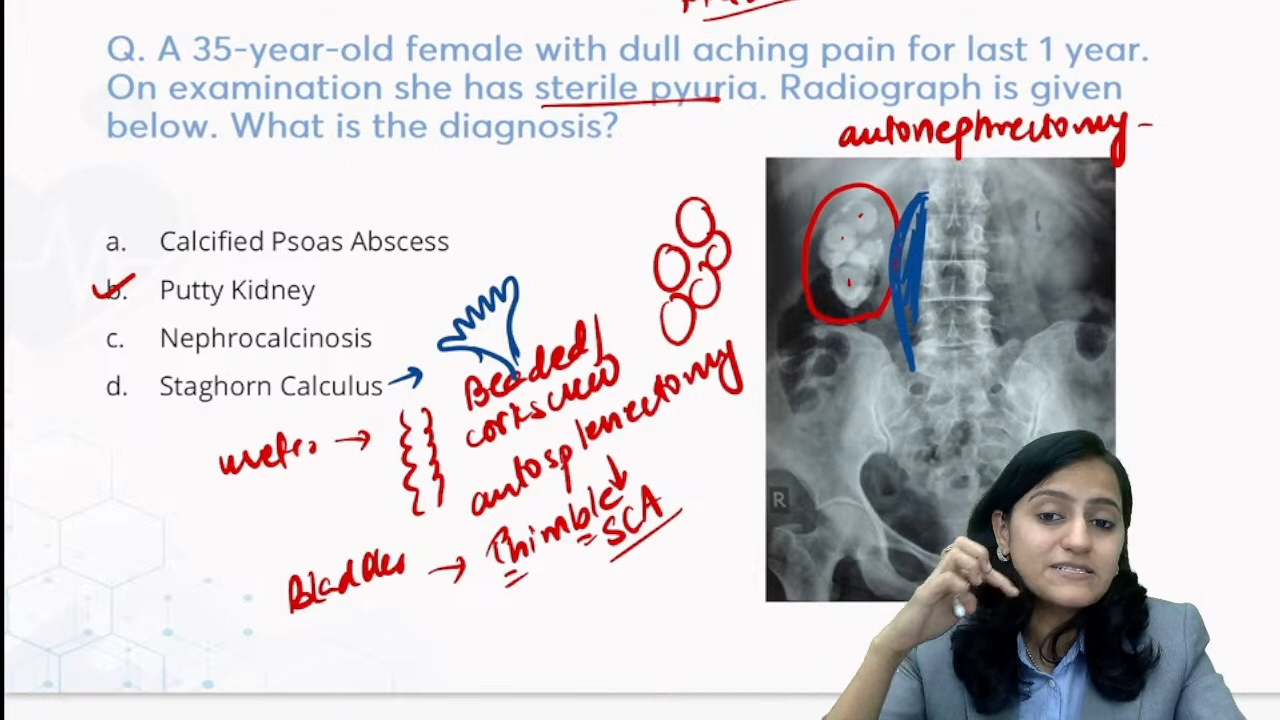 Q. A 35-year-old female with dull aching pain for last 1 year.
On examination she has sterile pyuria. Radiograph is given
below. What is the diagnosis?
autonephrectomy -
a. Calcified Psoas Abscess
b. Putty Kidney
c. Nephrocalcinosis
d. Staghorn Calculus
Beaded
corkscrew
autosplenectomy
Bladder → Thimble
SCA
R